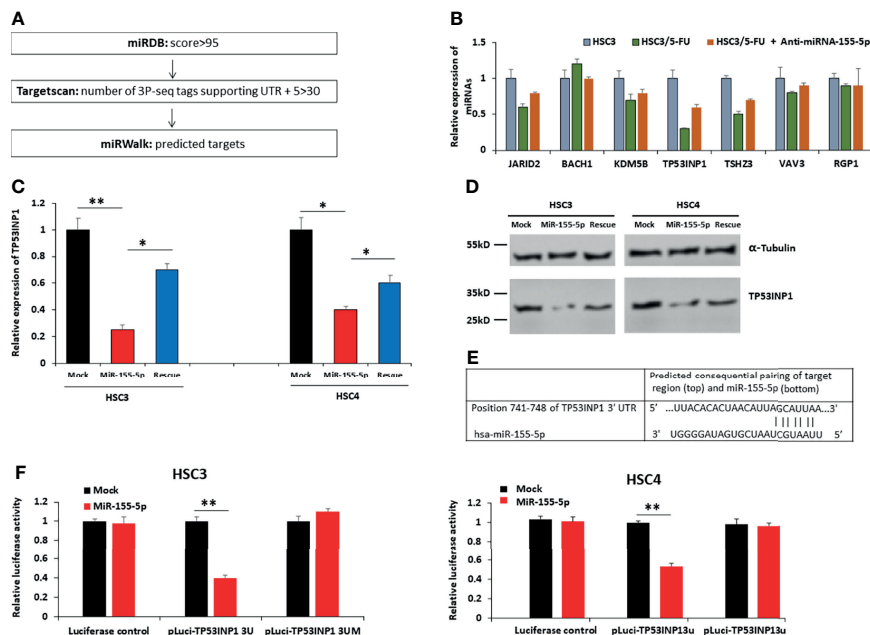 A
miRDB: score>95
Targetscan: number of 3P-seq tags supporting UTR + 5>30
miRWalk: predicted targets
B
HSC3 HSC3/5-FU HSC3/5-FU + Anti-miRNA-155-5p
Relative expression of miRNAs
1.5
1
0.5
0
JARID2 BACH1 KDM5B TP53INP1 TSHZ3 VAV3 RGP1
C
Relative expression of TP53INP1
1.2
1
0.8
0.6
0.4
0.2
0
** * * *
Mock MiR-155-5p Rescue Mock MiR-155-5p Rescue
HSC3 HSC4
D
HSC3 HSC4
Mock MiR-155-5p Rescue Mock MiR-155-5p Rescue
55kD
α-Tubulin
35kD
TP53INP1
25kD
E
Predicted consequential pairing of target
region (top) and miR-155-5p (bottom)
Position 741-748 of TP53INP1 3' UTR 5' ...UUACACACUAACAUUAGCAUUAA...3'
hsa-miR-155-5p 3' UGGGGAUAGUGCUAAUCGUAAUU 5'
F
HSC3
Mock
MiR-155-5p
Relative luciferase activity
1.4
1.2
1
0.8
0.6
0.4
0.2
0
**
Luciferase control pLuci-TP53INP1 3U pLuci-TP53INP1 3UM
HSC4
Mock
MiR-155-5p
Relative luciferase activity
1.4
1.2
1
0.8
0.6
0.4
0.2
0
**
Luciferase control pLuci-TP53INP13u pLuci-TP53INP13u